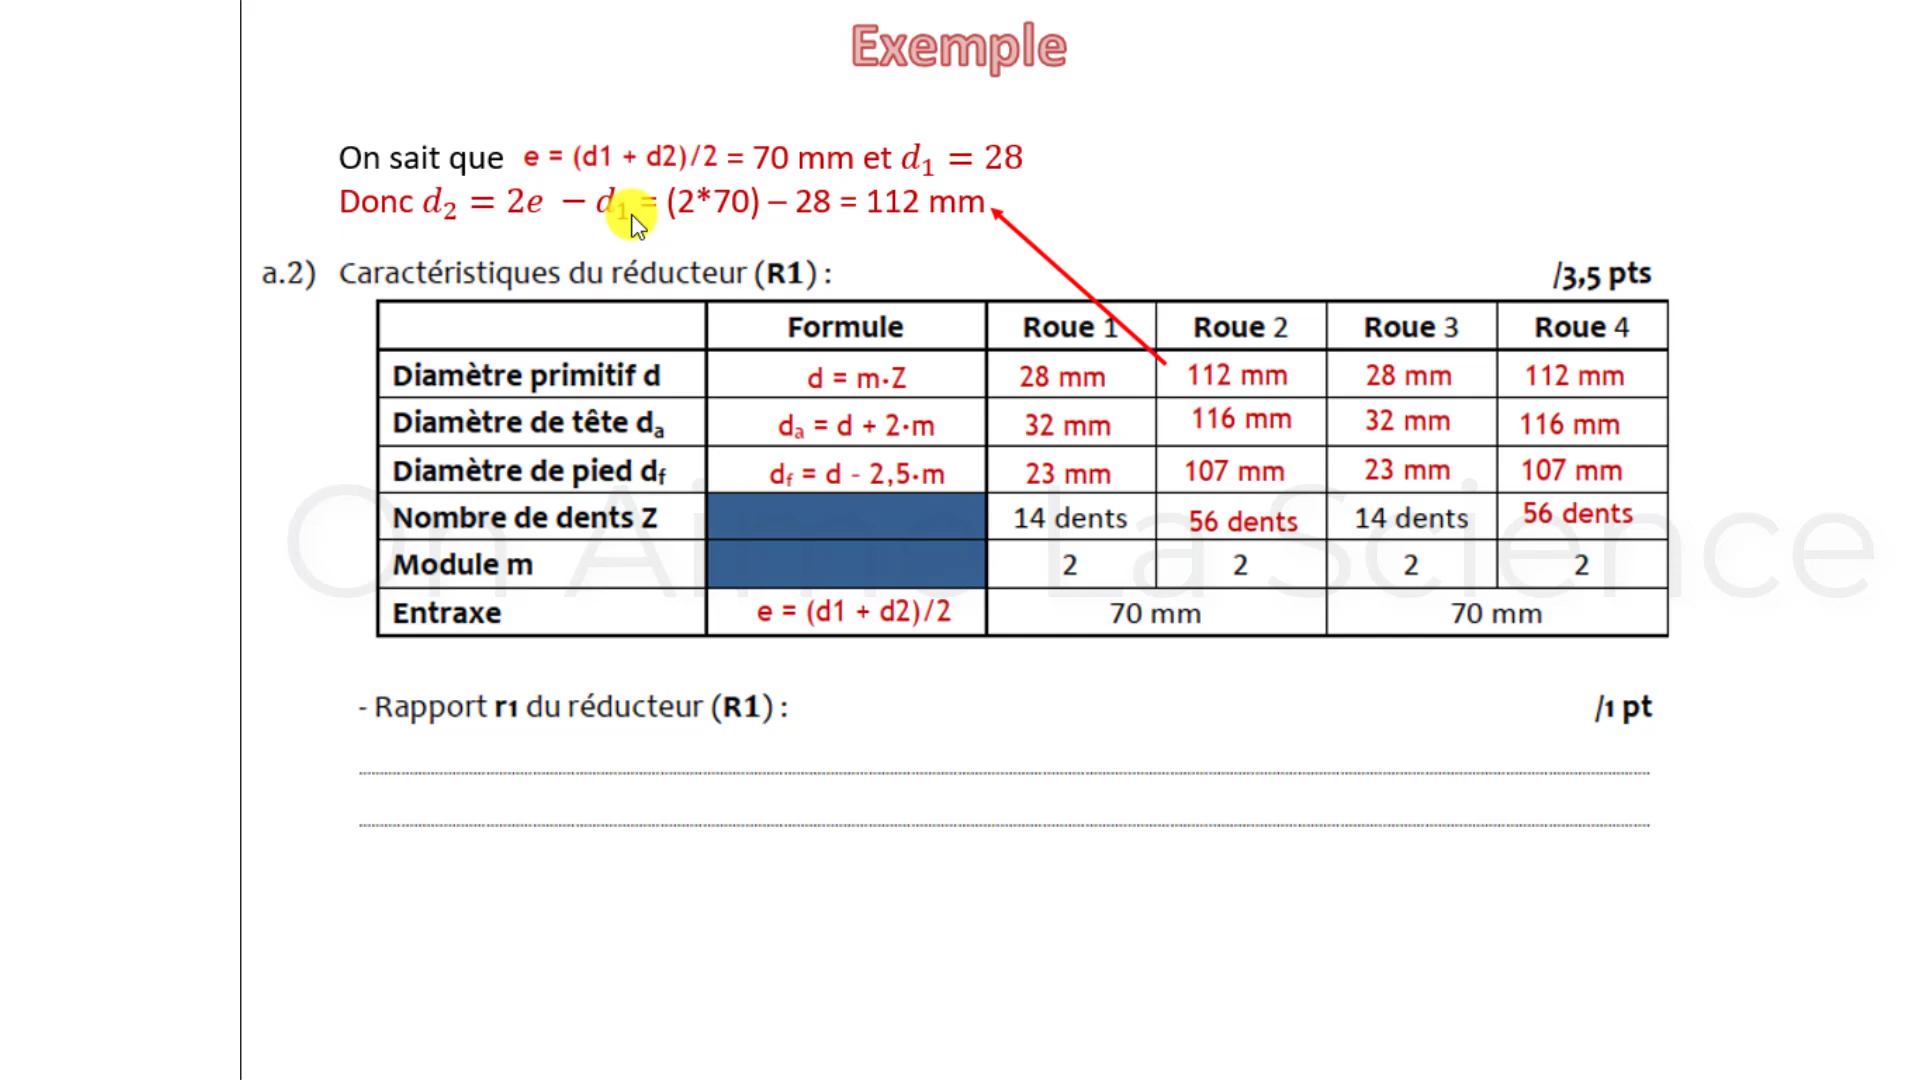 Exemple
On sait que e = (d1 + d2)/2 = 70 mm et d₁ = 28
Donc d₂ = 2e − d₁ = (2*70) – 28 = 112 mm
a.2) Caractéristiques du réducteur (R1) : /3,5 pts
Formule Roue 1 Roue 2 Roue 3 Roue 4
Diamètre primitif d d = m·Z 28 mm 112 mm 28 mm 112 mm
Diamètre de tête dₐ dₐ = d + 2·m 32 mm 116 mm 32 mm 116 mm
Diamètre de pied df df = d - 2,5·m 23 mm 107 mm 23 mm 107 mm
Nombre de dents Z 14 dents 56 dents 14 dents 56 dents
Module m 2 2 2 2
Entraxe e = (d1 + d2)/2 70 mm 70 mm
On Aime La Science
- Rapport r1 du réducteur (R1) : /1 pt